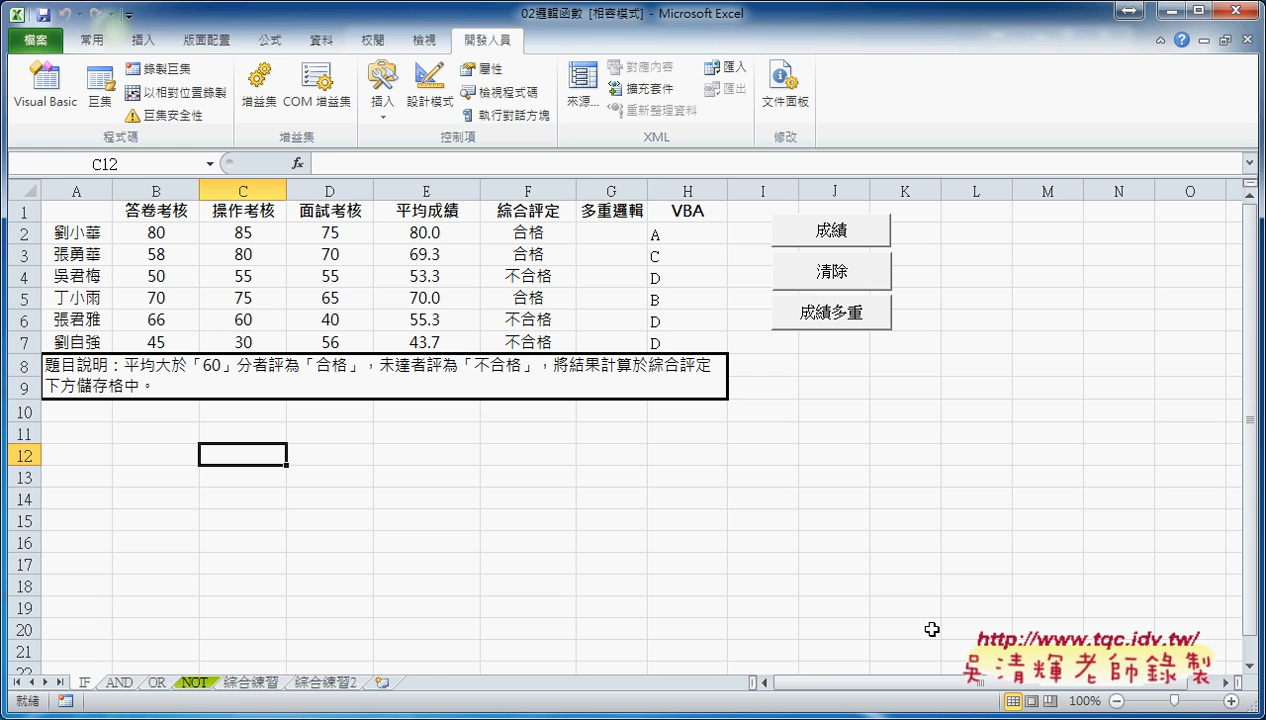 02邏輯函數 [相容模式] - Microsoft Excel
檔案 常用 插入 版面配置 公式 資料 校閱 檢視 開發人員
Visual Basic 巨集 錄製巨集 以相對位置錄製 巨集安全性 增益集 COM 增益集 插入 設計模式 屬性 檢視程式碼 執行對話方塊 來源... 對應內容 擴充套件 重新整理資料 匯入 匯出 文件面板
程式碼 增益集 控制項 XML 修改
C12 fx
A B C D E F G H I J K L M N O
1 答卷考核 操作考核 面試考核 平均成績 綜合評定 多重邏輯 VBA
2 劉小華 80 85 75 80.0 合格 A 成績
3 張勇華 58 80 70 69.3 合格 C
4 吳君梅 50 55 55 53.3 不合格 D 清除
5 丁小雨 70 75 65 70.0 合格 B
6 張君雅 66 60 40 55.3 不合格 D 成績多重
7 劉自強 45 30 56 43.7 不合格 D
8 題目說明：平均大於「60」分者評為「合格」，未達者評為「不合格」，將結果計算於綜合評定
9 下方儲存格中。
10
11
12
13
14
15
16
17
18
19
20
21
22
http://www.tqc.idv.tw/
吳清輝老師錄製
IF AND OR NOT 綜合練習 綜合練習2
就緒 100%